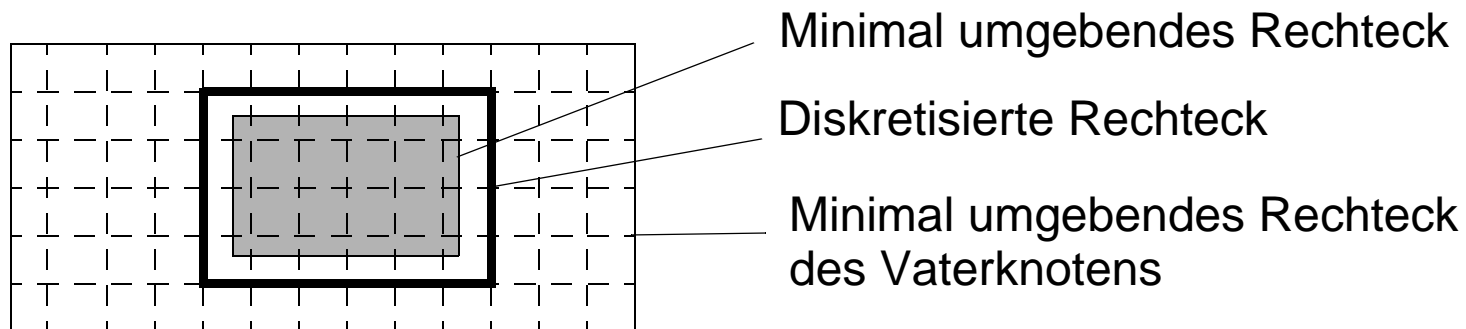 Minimal umgebendes Rechteck
Diskretisierte Rechteck
Minimal umgebendes Rechteck
des Vaterknotens